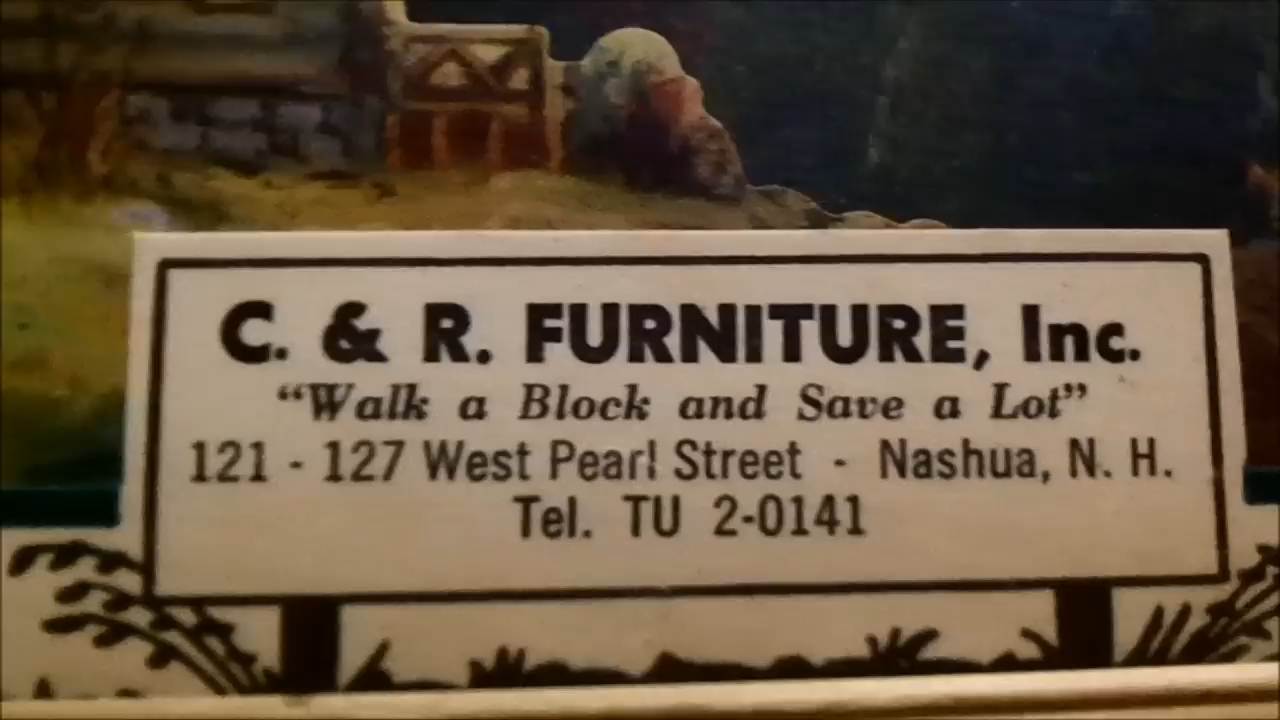 C. & R. FURNITURE, Inc.
“Walk a Block and Save a Lot”
121 - 127 West Pearl Street - Nashua, N. H.
Tel. TU 2-0141